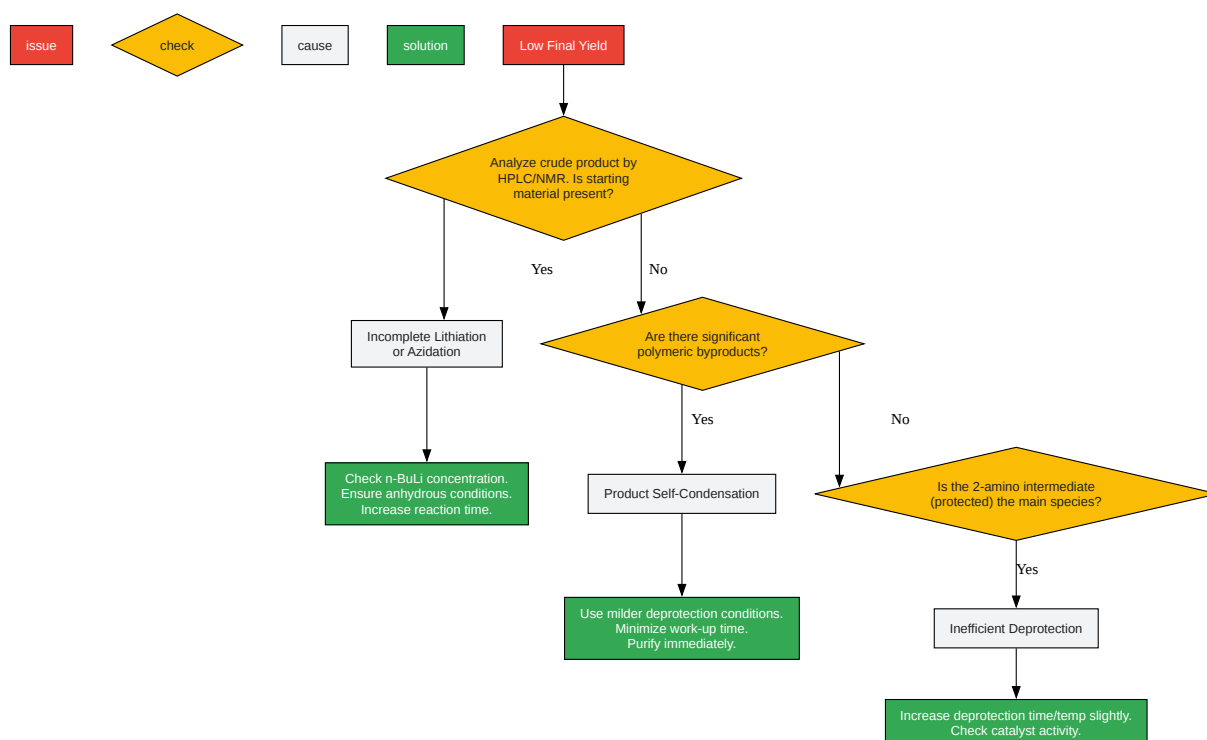 issue
check
cause
solution
Low Final Yield
Analyze crude product by
HPLC/NMR. Is starting
material present?
Yes
No
Incomplete Lithiation
or Azidation
Are there significant
polymeric byproducts?
Yes
No
Check n-BuLi concentration.
Ensure anhydrous conditions.
Increase reaction time.
Product Self-Condensation
Is the 2-amino intermediate
(protected) the main species?
Yes
Use milder deprotection conditions.
Minimize work-up time.
Purify immediately.
Inefficient Deprotection
Increase deprotection time/temp slightly.
Check catalyst activity.